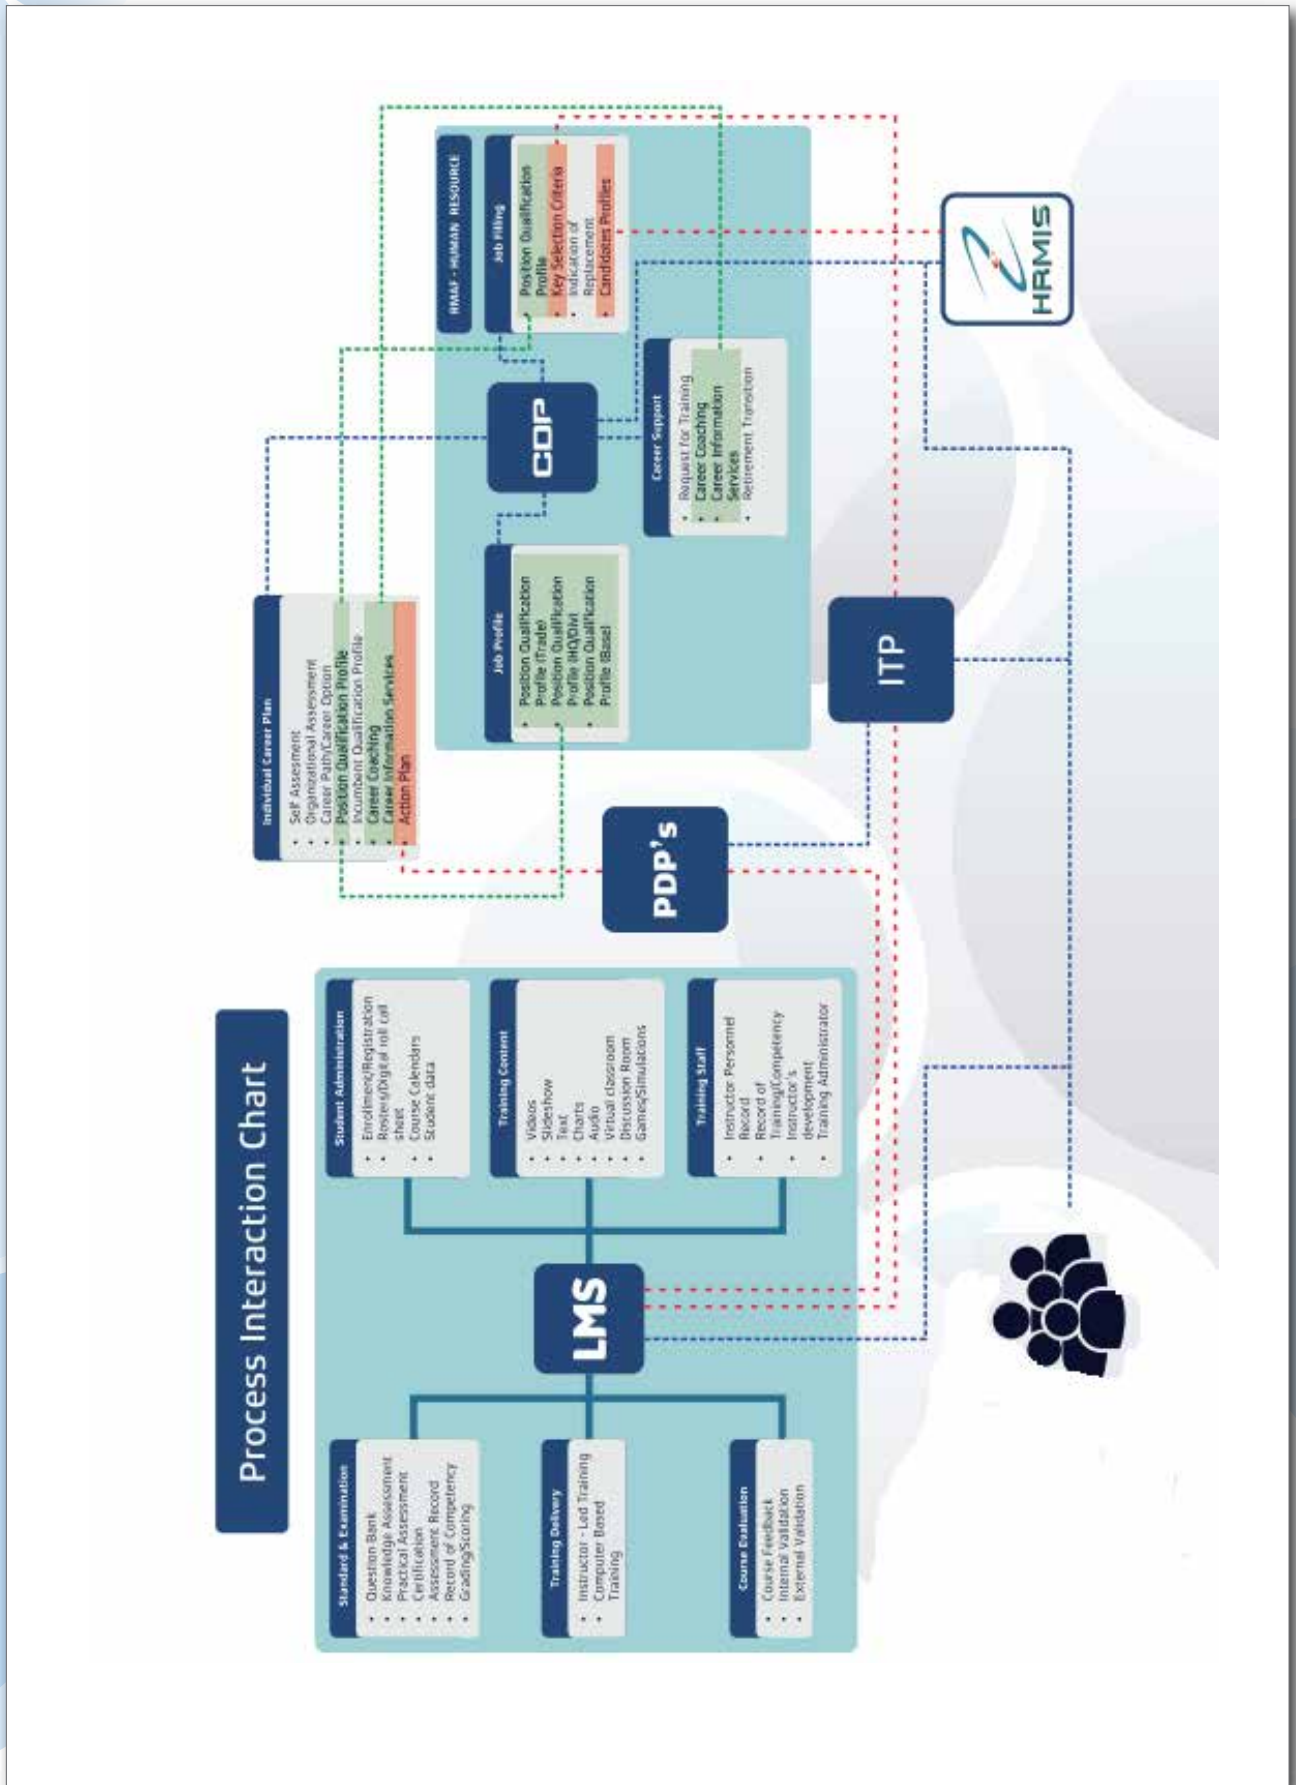 Process Interaction Chart
Standard & Examination
• Question Bank
• Knowledge Assessment
• Practical Assessment
• Certification
• Assessment Record
• Record of Competency
• Grading/Scoring
Training Delivery
• Instructor - Led Training
• Computer Based
Training
Course Evaluation
• Course Feedback
• Internal Validation
• External Validation
LMS
Student Administration
• Enrollment/Registration
• Rosters/Digital roll call
sheet
• Course Calendars
• Student data
Training Content
• Videos
• Slideshow
• Text
• Charts
• Audio
• Virtual classroom
• Discussion Room
• Games/Simulations
Training Staff
• Instructor Personnel
Record
• Record of
Training/Competency
• Instructor's
development
• Training Administrator
PDP's
Individual Career Plan
• Self Assesment
• Organizational Assessment
• Career Path/Career Option
• Position Qualification Profile
• Incumbent Qualification Profile
• Career Coaching
• Career Information Services
• Action Plan
ITP
RMAF - HUMAN RESOURCE
Job Profile
• Position Qualification
Profile (Trade)
• Position Qualification
Profile (HQ/Div)
• Position Qualification
Profile (Base)
CDP
Job Filling
• Position Qualification
Profile
• Key Selection Criteria
• Indication of
Replacement
• Candidates Profiles
Career Support
• Request for Training
• Career Coaching
• Career Information
Services
• Retirement Transition
HRMIS